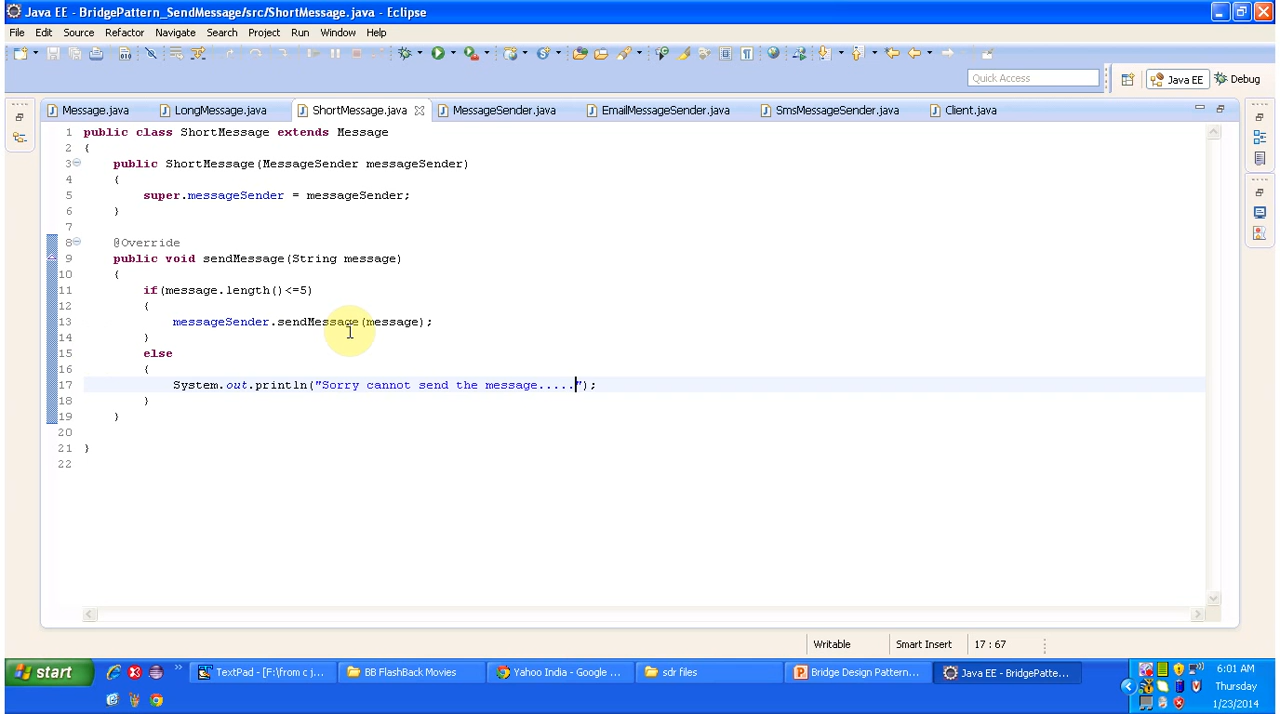 Java EE - BridgePattern_SendMessage/src/ShortMessage.java - Eclipse
File Edit Source Refactor Navigate Search Project Run Window Help
Quick Access Java EE Debug
Message.java LongMessage.java ShortMessage.java MessageSender.java EmailMessageSender.java SmsMessageSender.java Client.java
1 public class ShortMessage extends Message
2 {
3 public ShortMessage(MessageSender messageSender)
4 {
5 super.messageSender = messageSender;
6 }
7
8 @Override
9 public void sendMessage(String message)
10 {
11 if(message.length()<=5)
12 {
13 messageSender.sendMessage(message);
14 }
15 else
16 {
17 System.out.println("Sorry cannot send the message.....");
18 }
19 }
20
21 }
22
Writable Smart Insert 17 : 67
start TextPad - [F:\from c j... BB FlashBack Movies Yahoo India - Google ... sdr files Bridge Design Pattern... Java EE - BridgePatte... 6:01 AM
Thursday
1/23/2014